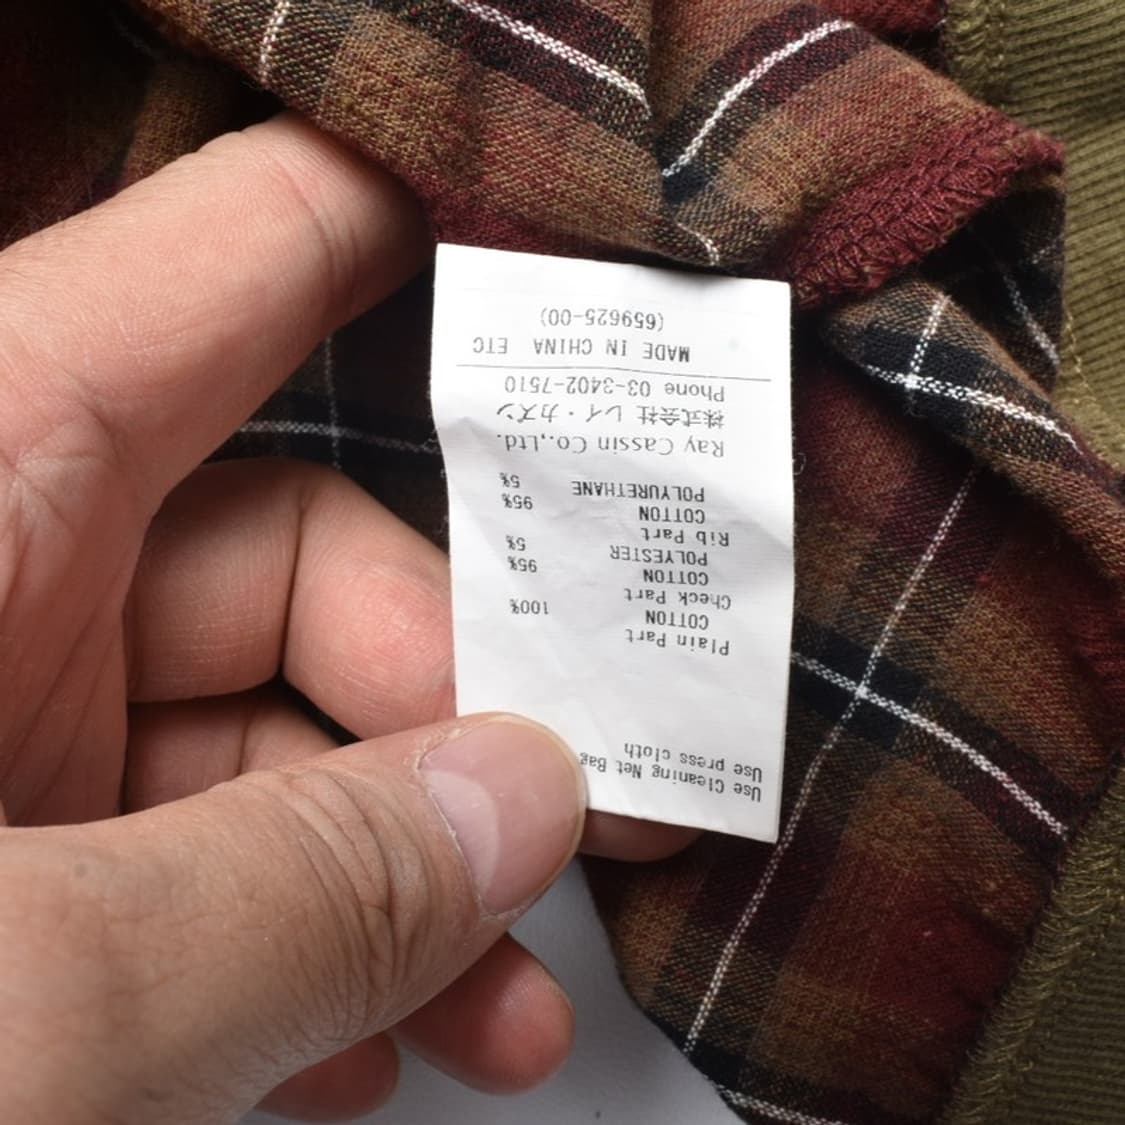 Use Cleaning Net Bag
Use press cloth
Plain Part
COTTON 100%
Check Part
COTTON 95%
POLYESTER 5%
Rib Part
COTTON 95%
POLYURETHANE 5%
Ray Cassin Co.,Ltd.
株式会社 レイ・カズン
Phone 03-3402-7510
MADE IN CHINA ETC
(659625-00)